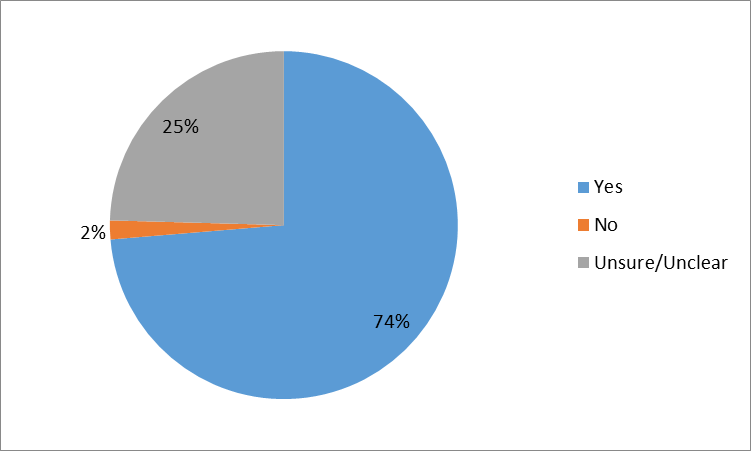 25%
2%
74%
Yes
No
Unsure/Unclear